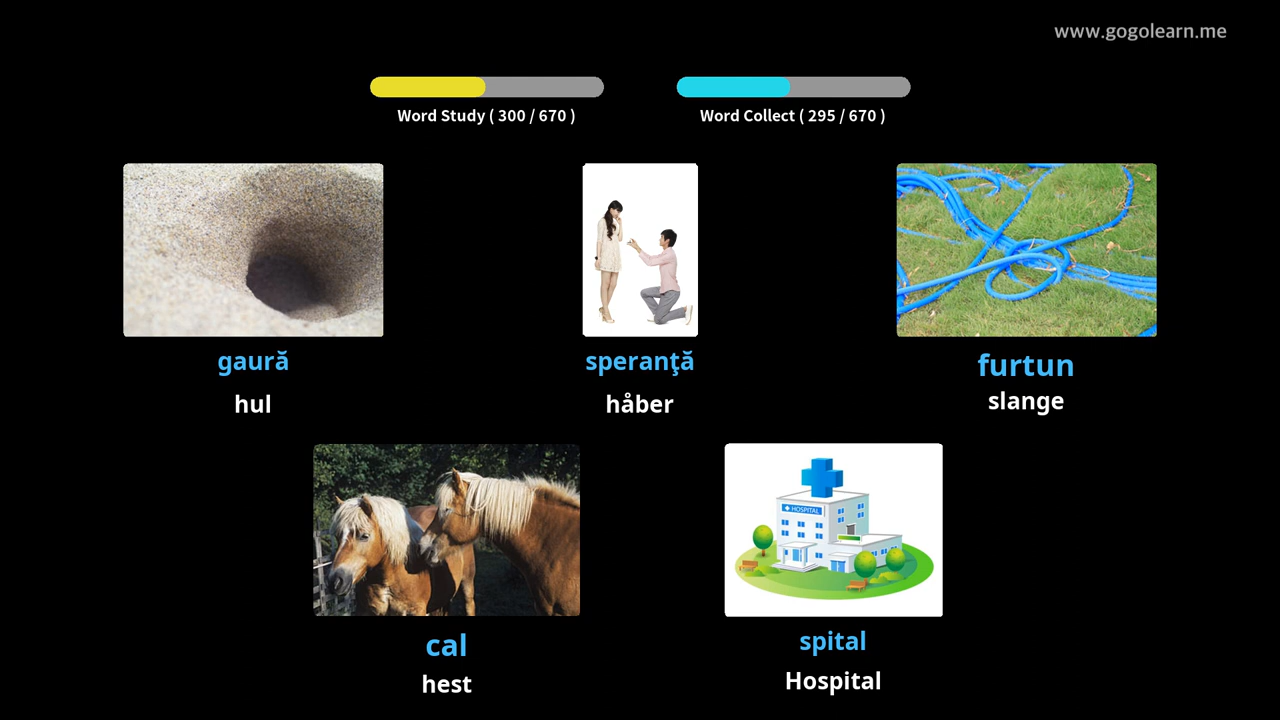 www.gogolearn.me
Word Study ( 300 / 670 )
Word Collect ( 295 / 670 )
gaură
hul
speranţă
håber
furtun
slange
HOSPITAL
cal
hest
spital
Hospital